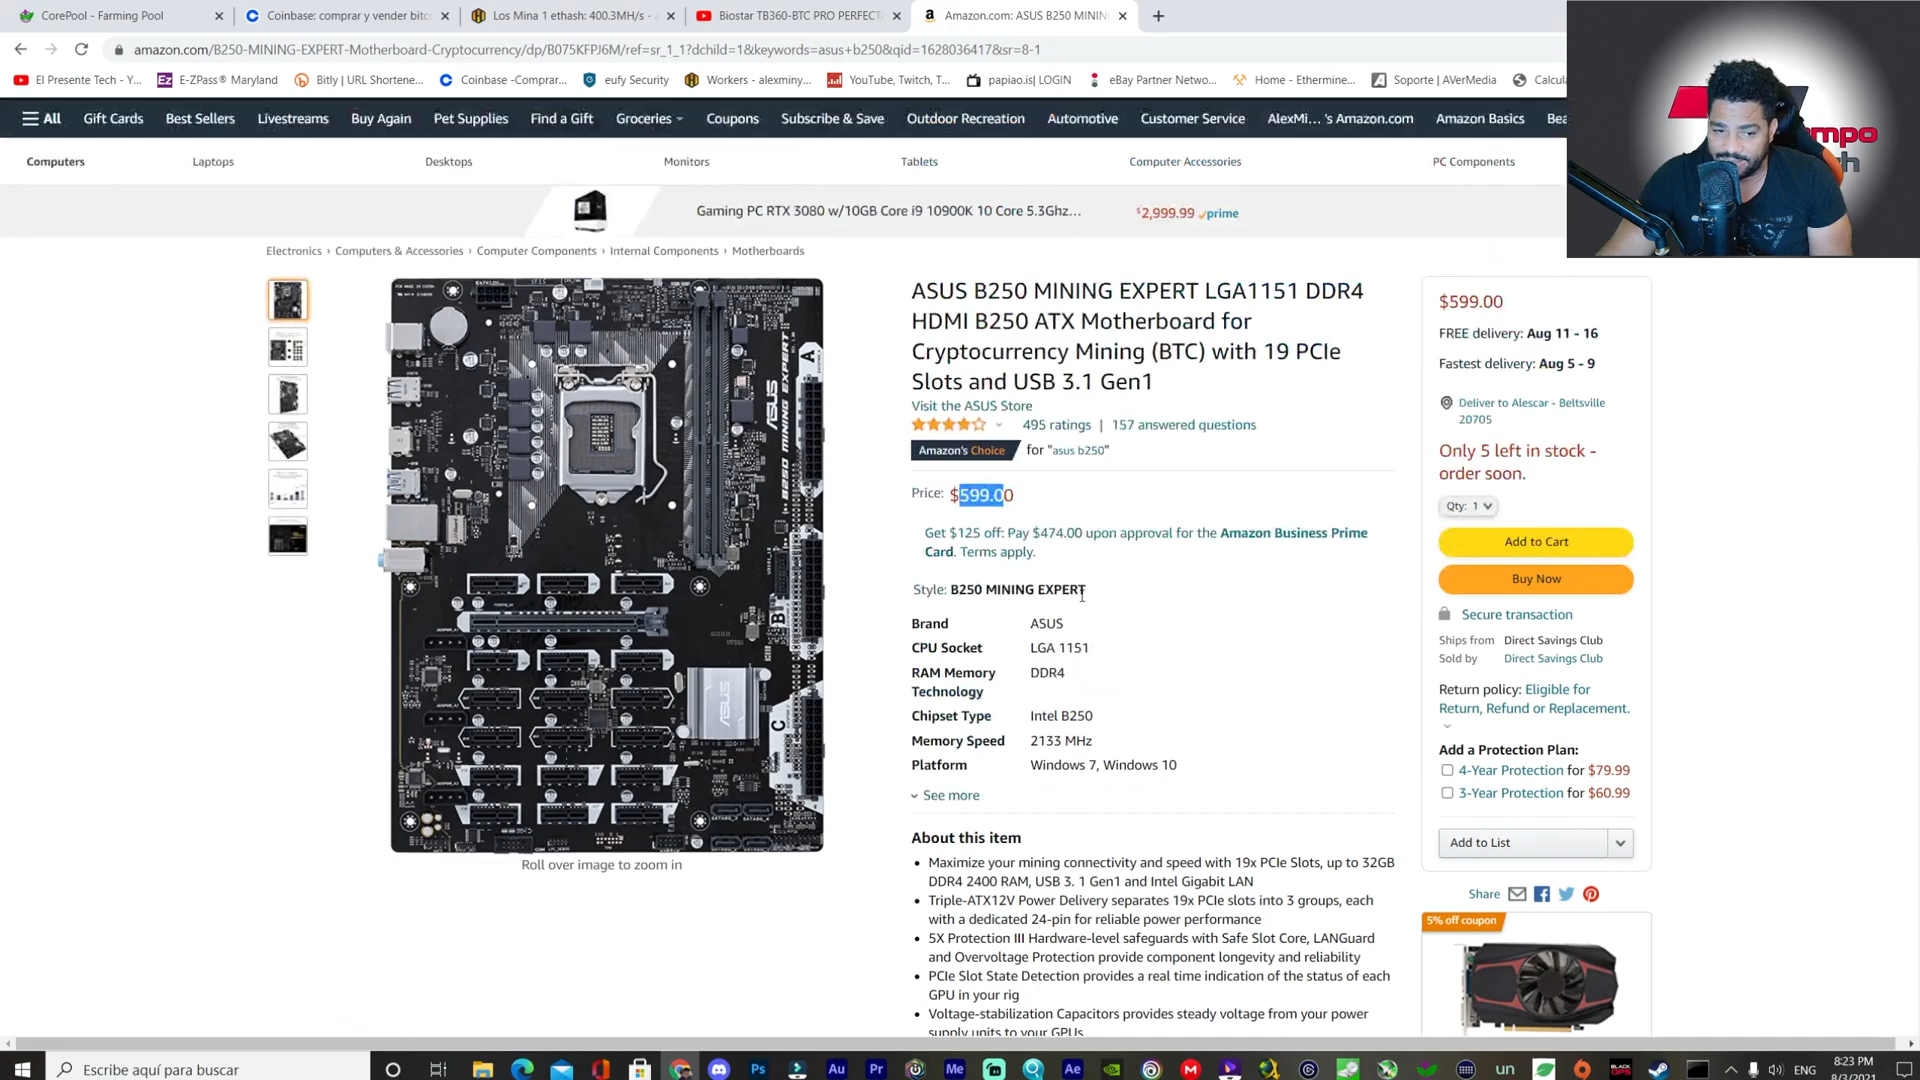 CorePool - Farming Pool
Coinbase: comprar y vender bitc
Los Mina 1 ethash: 400.3MH/s -
Biostar TB360-BTC PRO PERFECT
Amazon.com: ASUS B250 MININ
amazon.com/B250-MINING-EXPERT-Motherboard-Cryptocurrency/dp/B075KFPJ6M/ref=sr_1_1?dchild=1&keywords=asus+b250&qid=1628036417&sr=8-1
El Presente Tech - Y...
E-ZPass® Maryland
Bitly | URL Shortene...
Coinbase -Comprar...
eufy Security
Workers - alexminy...
YouTube, Twitch, T...
papiao.is| LOGIN
eBay Partner Netwo...
Home - Ethermine...
Soporte | AVerMedia
Calcula
All Gift Cards Best Sellers Livestreams Buy Again Pet Supplies Find a Gift Groceries Coupons Subscribe & Save Outdoor Recreation Automotive Customer Service AlexMi... 's Amazon.com Amazon Basics Bea
Computers Laptops Desktops Monitors Tablets Computer Accessories PC Components
Gaming PC RTX 3080 w/10GB Core i9 10900K 10 Core 5.3Ghz... $2,999.99 prime
Electronics › Computers & Accessories › Computer Components › Internal Components › Motherboards
ASUS B250 MINING EXPERT
A
B
C
ASUS
Roll over image to zoom in
ASUS B250 MINING EXPERT LGA1151 DDR4
HDMI B250 ATX Motherboard for
Cryptocurrency Mining (BTC) with 19 PCIe
Slots and USB 3.1 Gen1
Visit the ASUS Store
495 ratings | 157 answered questions
Amazon's Choice for "asus b250"
Price: $599.00
Get $125 off: Pay $474.00 upon approval for the Amazon Business Prime
Card. Terms apply.
Style: B250 MINING EXPERT
Brand ASUS
CPU Socket LGA 1151
RAM Memory DDR4
Technology
Chipset Type Intel B250
Memory Speed 2133 MHz
Platform Windows 7, Windows 10
See more
About this item
Maximize your mining connectivity and speed with 19x PCIe Slots, up to 32GB
DDR4 2400 RAM, USB 3. 1 Gen1 and Intel Gigabit LAN
Triple-ATX12V Power Delivery separates 19x PCIe slots into 3 groups, each
with a dedicated 24-pin for reliable power performance
5X Protection III Hardware-level safeguards with Safe Slot Core, LANGuard
and Overvoltage Protection provide component longevity and reliability
PCIe Slot State Detection provides a real time indication of the status of each
GPU in your rig
Voltage-stabilization Capacitors provides steady voltage from your power
supply units to your GPUs
$599.00
FREE delivery: Aug 11 - 16
Fastest delivery: Aug 5 - 9
Deliver to Alescar - Beltsville
20705
Only 5 left in stock -
order soon.
Qty: 1
Add to Cart
Buy Now
Secure transaction
Ships from Direct Savings Club
Sold by Direct Savings Club
Return policy: Eligible for
Return, Refund or Replacement.
Add a Protection Plan:
4-Year Protection for $79.99
3-Year Protection for $60.99
Add to List
Share
5% off coupon
Escribe aquí para buscar
ENG
8:23 PM
8/3/2021